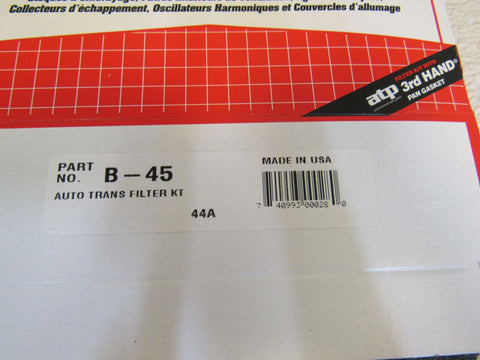 Collecteurs d'échappement, Oscillateurs Harmoniques et Couvercles d'allumage
atp
FILTER KIT WITH
3rd HAND®
PAN GASKET
PART NO. B-45
AUTO TRANS FILTER KT
44A
MADE IN USA
7 40993 00028 0